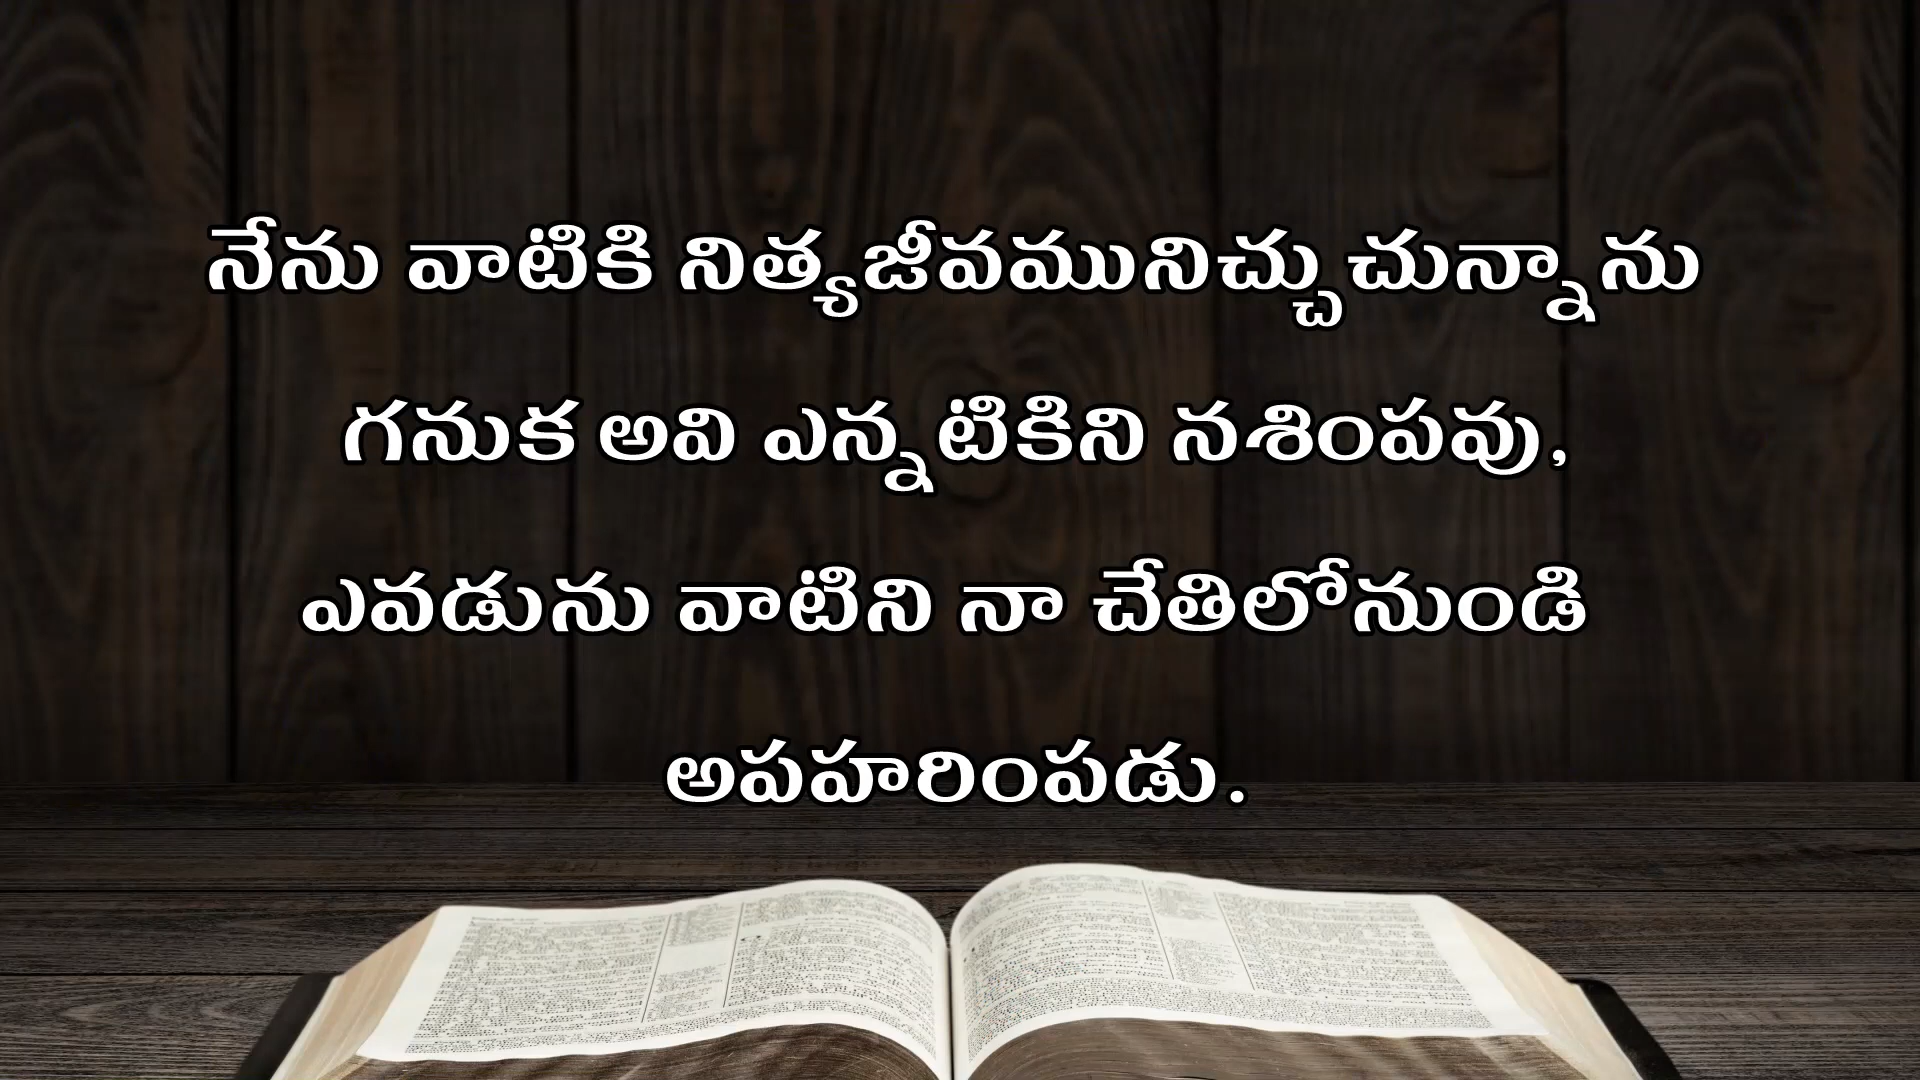 నేను వాటికి నిత్యజీవమునిచ్చుచున్నాను
గనుక అవి ఎన్నటికిని నశింపవు,
ఎవడును వాటిని నా చేతిలోనుండి
అపహరింపడు.